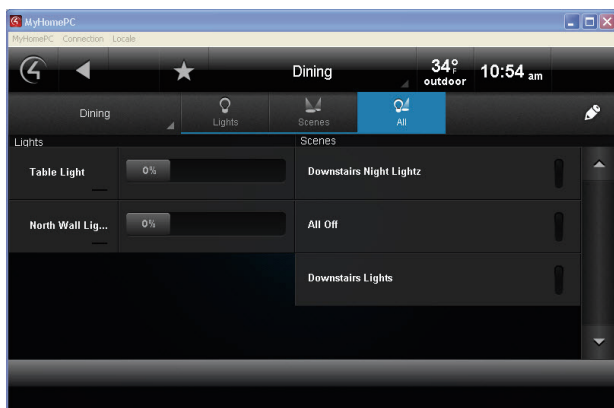 MyHomePC
MyHomePC Connection Locale
Dining 34°F outdoor 10:54 am
Dining Lights Scenes All
Lights Scenes
Table Light 0% Downstairs Night Lightz
North Wall Lig... 0% All Off
Downstairs Lights